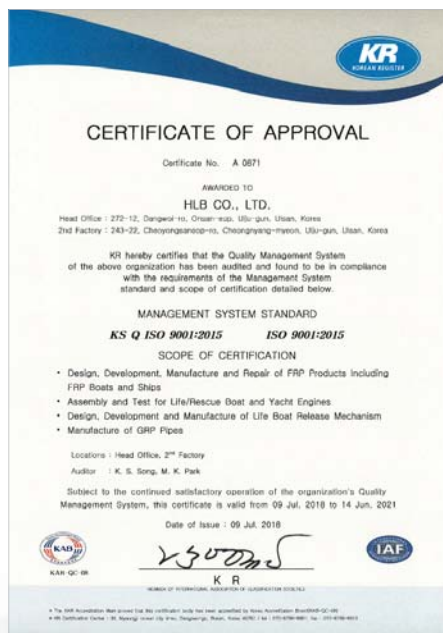 KR
KOREAN REGISTER
CERTIFICATE OF APPROVAL
Certificate No. A 0871
AWARDED TO
HLB CO., LTD.
Head Office : 272-12, Dangwol-ro, Onsan-eup, Ulju-gun, Ulsan, Korea
2nd Factory : 243-22, Cheoyongsaneop-ro, Cheongnyang-myeon, Ulju-gun, Ulsan, Korea
KR hereby certifies that the Quality Management System
of the above organization has been audited and found to be in compliance
with the requirements of the Management System
standard and scope of certification detailed below.
MANAGEMENT SYSTEM STANDARD
KS Q ISO 9001:2015 ISO 9001:2015
SCOPE OF CERTIFICATION
• Design, Development, Manufacture and Repair of FRP Products Including
FRP Boats and Ships
• Assembly and Test for Life/Rescue Boat and Yacht Engines
• Design, Development and Manufacture of Life Boat Release Mechanism
• Manufacture of GRP Pipes
Locations : Head Office, 2nd Factory
Auditor : K. S. Song, M. K. Park
Subject to the continued satisfactory operation of the organization's Quality
Management System, this certificate is valid from 09 Jul. 2018 to 14 Jun. 2021
Date of Issue : 09 Jul. 2018
KAB
IAF
KAB-QC-08
K R
MEMBER OF INTERNATIONAL ASSOCIATION OF CLASSIFICATION SOCIETIES